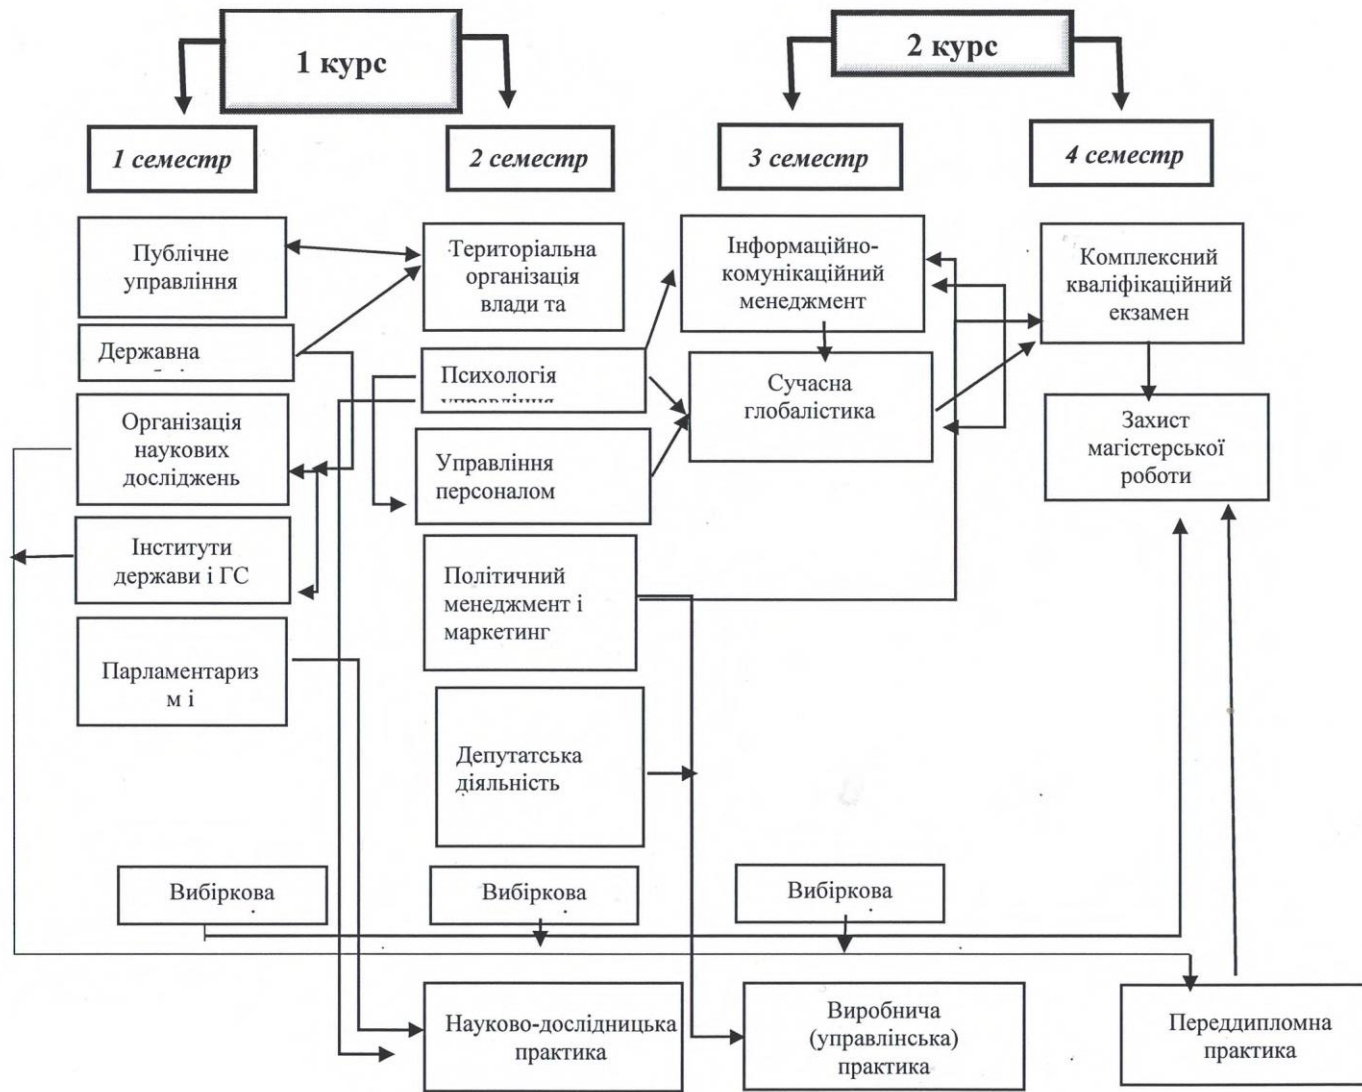 1 курс
2 курс
1 семестр
2 семестр
3 семестр
4 семестр
Публічне
управління
Державна
Організація
наукових
досліджень
Інститути
держави і ГС
Парламентариз
м і
Територіальна
організація
влади та
Психологія
управління
Управління
персоналом
Політичний
менеджмент і
маркетинг
Депутатська
діяльність
Інформаційно-
комунікаційний
менеджмент
Сучасна
глобалістика
Комплексний
кваліфікаційний
екзамен
Захист
магістерської
роботи
Вибіркова
Вибіркова
Вибіркова
Науково-дослідницька
практика
Виробнича
(управлінська)
практика
Переддипломна
практика